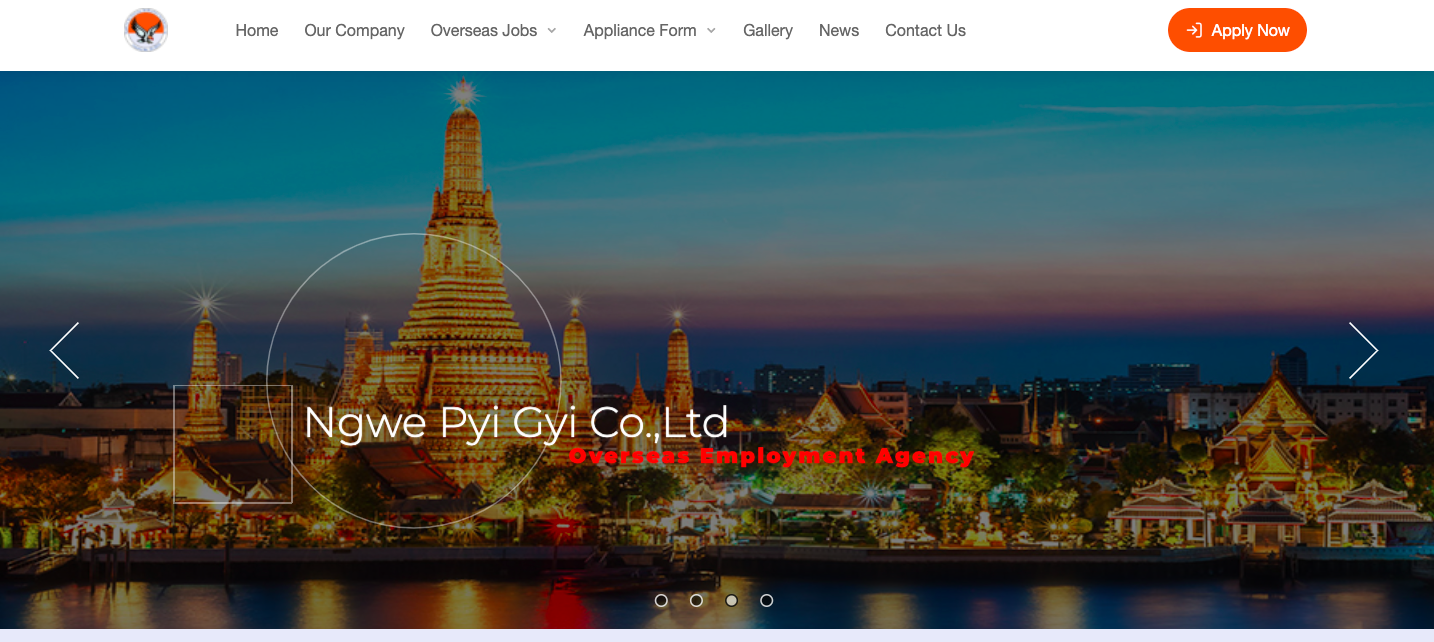 Home Our Company Overseas Jobs Appliance Form Gallery News Contact Us Apply Now
Ngwe Pyi Gyi Co.,Ltd
Overseas Employment Agency